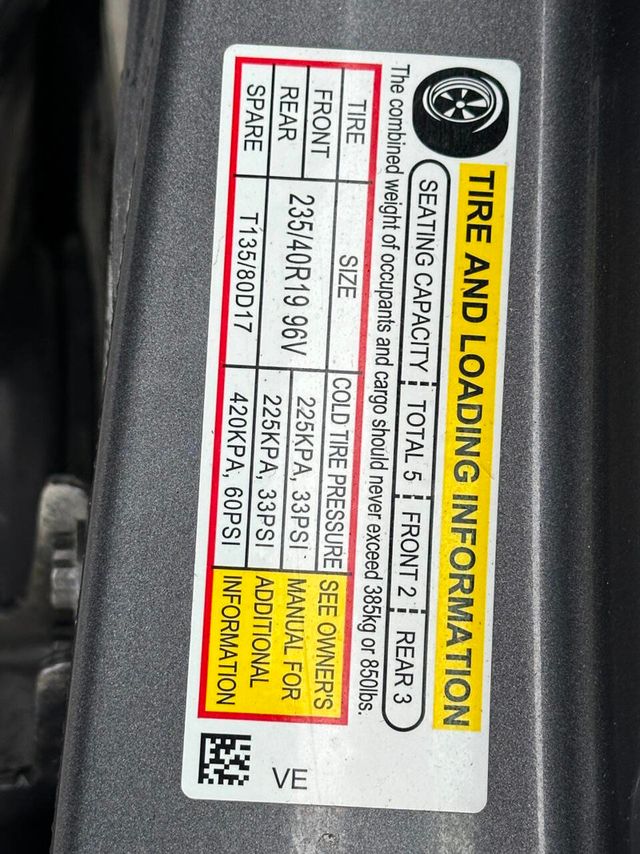 TIRE AND LOADING INFORMATION
SEATING CAPACITY TOTAL 5 FRONT 2 REAR 3
The combined weight of occupants and cargo should never exceed 385kg or 850lbs.
TIRE SIZE COLD TIRE PRESSURE SEE OWNER'S
FRONT 235/40R19 96V 225KPA, 33PSI MANUAL FOR
REAR 225KPA, 33PSI ADDITIONAL
SPARE T135/80D17 420KPA, 60PSI INFORMATION
VE